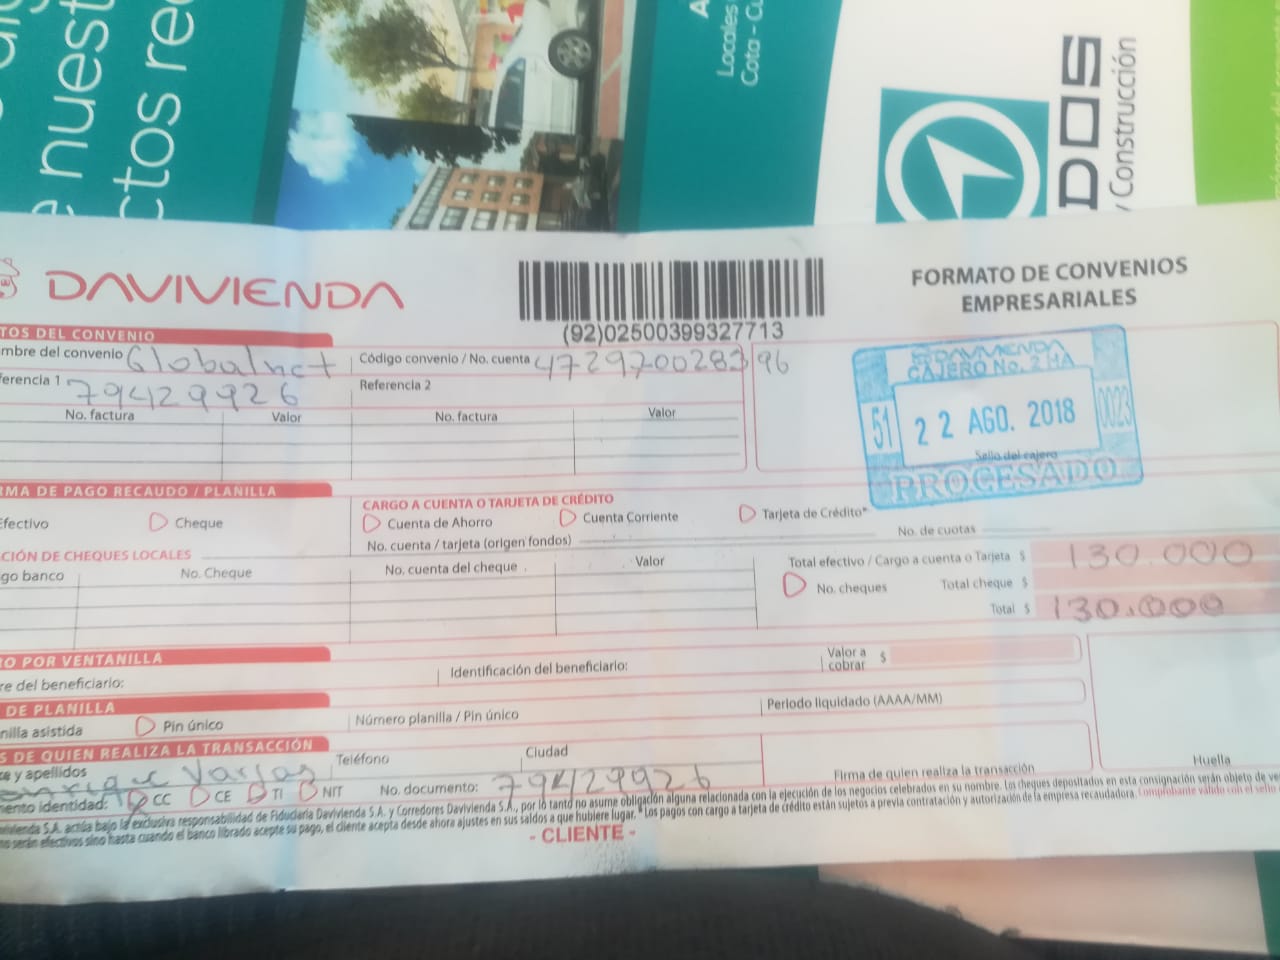 e nuest
ctos rec
Locales
Cota - Cu
DOS
y Construcción
DAVIVIENDA
(92)02500399327713
FORMATO DE CONVENIOS
EMPRESARIALES
TOS DEL CONVENIO
mbre del convenio Globalnet Código convenio / No. cuenta 4729700283 96
ferencia 1 79429926 Referencia 2
No. factura Valor No. factura Valor
DAVIVIENDA
CAJERO No. 2 HA
51 22 AGO. 2018 0023
Sello del cajero
PROCESADO
RMA DE PAGO RECAUDO / PLANILLA
CARGO A CUENTA O TARJETA DE CRÉDITO
Efectivo Cheque Cuenta de Ahorro Cuenta Corriente Tarjeta de Crédito*
No. cuenta / tarjeta (origen fondos) No. de cuotas
CIÓN DE CHEQUES LOCALES
go banco No. Cheque No. cuenta del cheque Valor
Total efectivo / Cargo a cuenta o Tarjeta $ 130.000
No. cheques Total cheque $
Total $ 130.000
RO POR VENTANILLA
re del beneficiario: Identificación del beneficiario: Valor a cobrar $
DE PLANILLA
nilla asistida Pin único Número planilla / Pin único Periodo liquidado (AAAA/MM)
S DE QUIEN REALIZA LA TRANSACCIÓN
e y apellidos Vargas Teléfono Ciudad
mento identidad: CC CE TI NIT No. documento: 79429926 Firma de quien realiza la transacción Huella
vivienda S.A. actúa bajo la exclusiva responsabilidad de Fiduciaria Davivienda S.A. y Corredores Davivienda S.A., por lo tanto no asume obligación alguna relacionada con la ejecución de los negocios celebrados en su nombre. Los cheques depositados en esta consignación serán objeto de ve
no serán efectivos sino hasta cuando el banco librado acepte su pago, el cliente acepta desde ahora ajustes en sus saldos a que hubiere lugar. *Los pagos con cargo a tarjeta de crédito están sujetos a previa contratación y autorización de la empresa recaudadora. Comprobante válido con el sello
- CLIENTE -